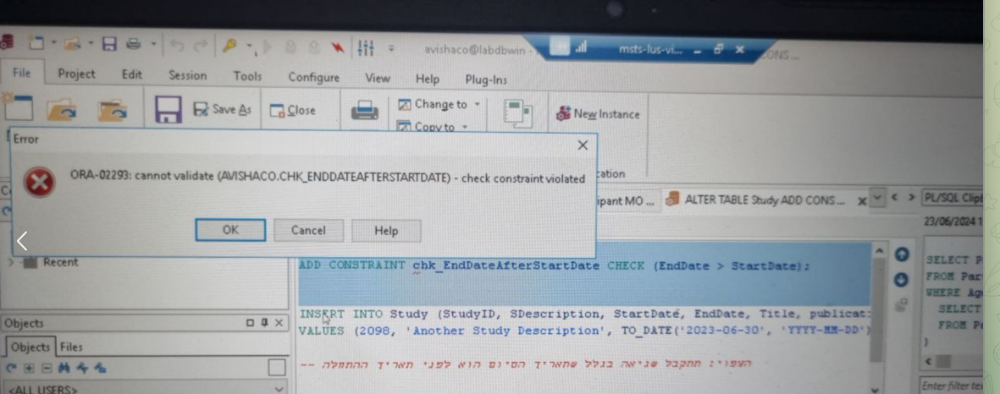 avishaco@labdbwin -
msts-lus-vi...
CONS...
File Project Edit Session Tools Configure View Help Plug-Ins
Save As Close Change to New Instance
Copy to
Error
ORA-02293: cannot validate (AVISHACO.CHK_ENDDATEAFTERSTARTDATE) - check constraint violated
OK Cancel Help
ipant MO ... ALTER TABLE Study ADD CONS ... PL/SQL Clipb
23/06/2024 1
Recent
ADD CONSTRAINT chk_EndDateAfterStartDate CHECK (EndDate > StartDate);
INSERT INTO Study (StudyID, SDescription, StartDate, EndDate, Title, publicat
VALUES (2098, 'Another Study Description', TO_DATE('2023-06-30', 'YYYY-MM-DD')
-- הצפוי: תתקבל שגיאה בגלל שתאריך הסיום הוא לפני תאריך ההתחלה
SELECT P
FROM Par
WHERE Ag
SELECT
FROM Pa
)
Objects
Objects Files
<ALL USERS>
Enter filter te